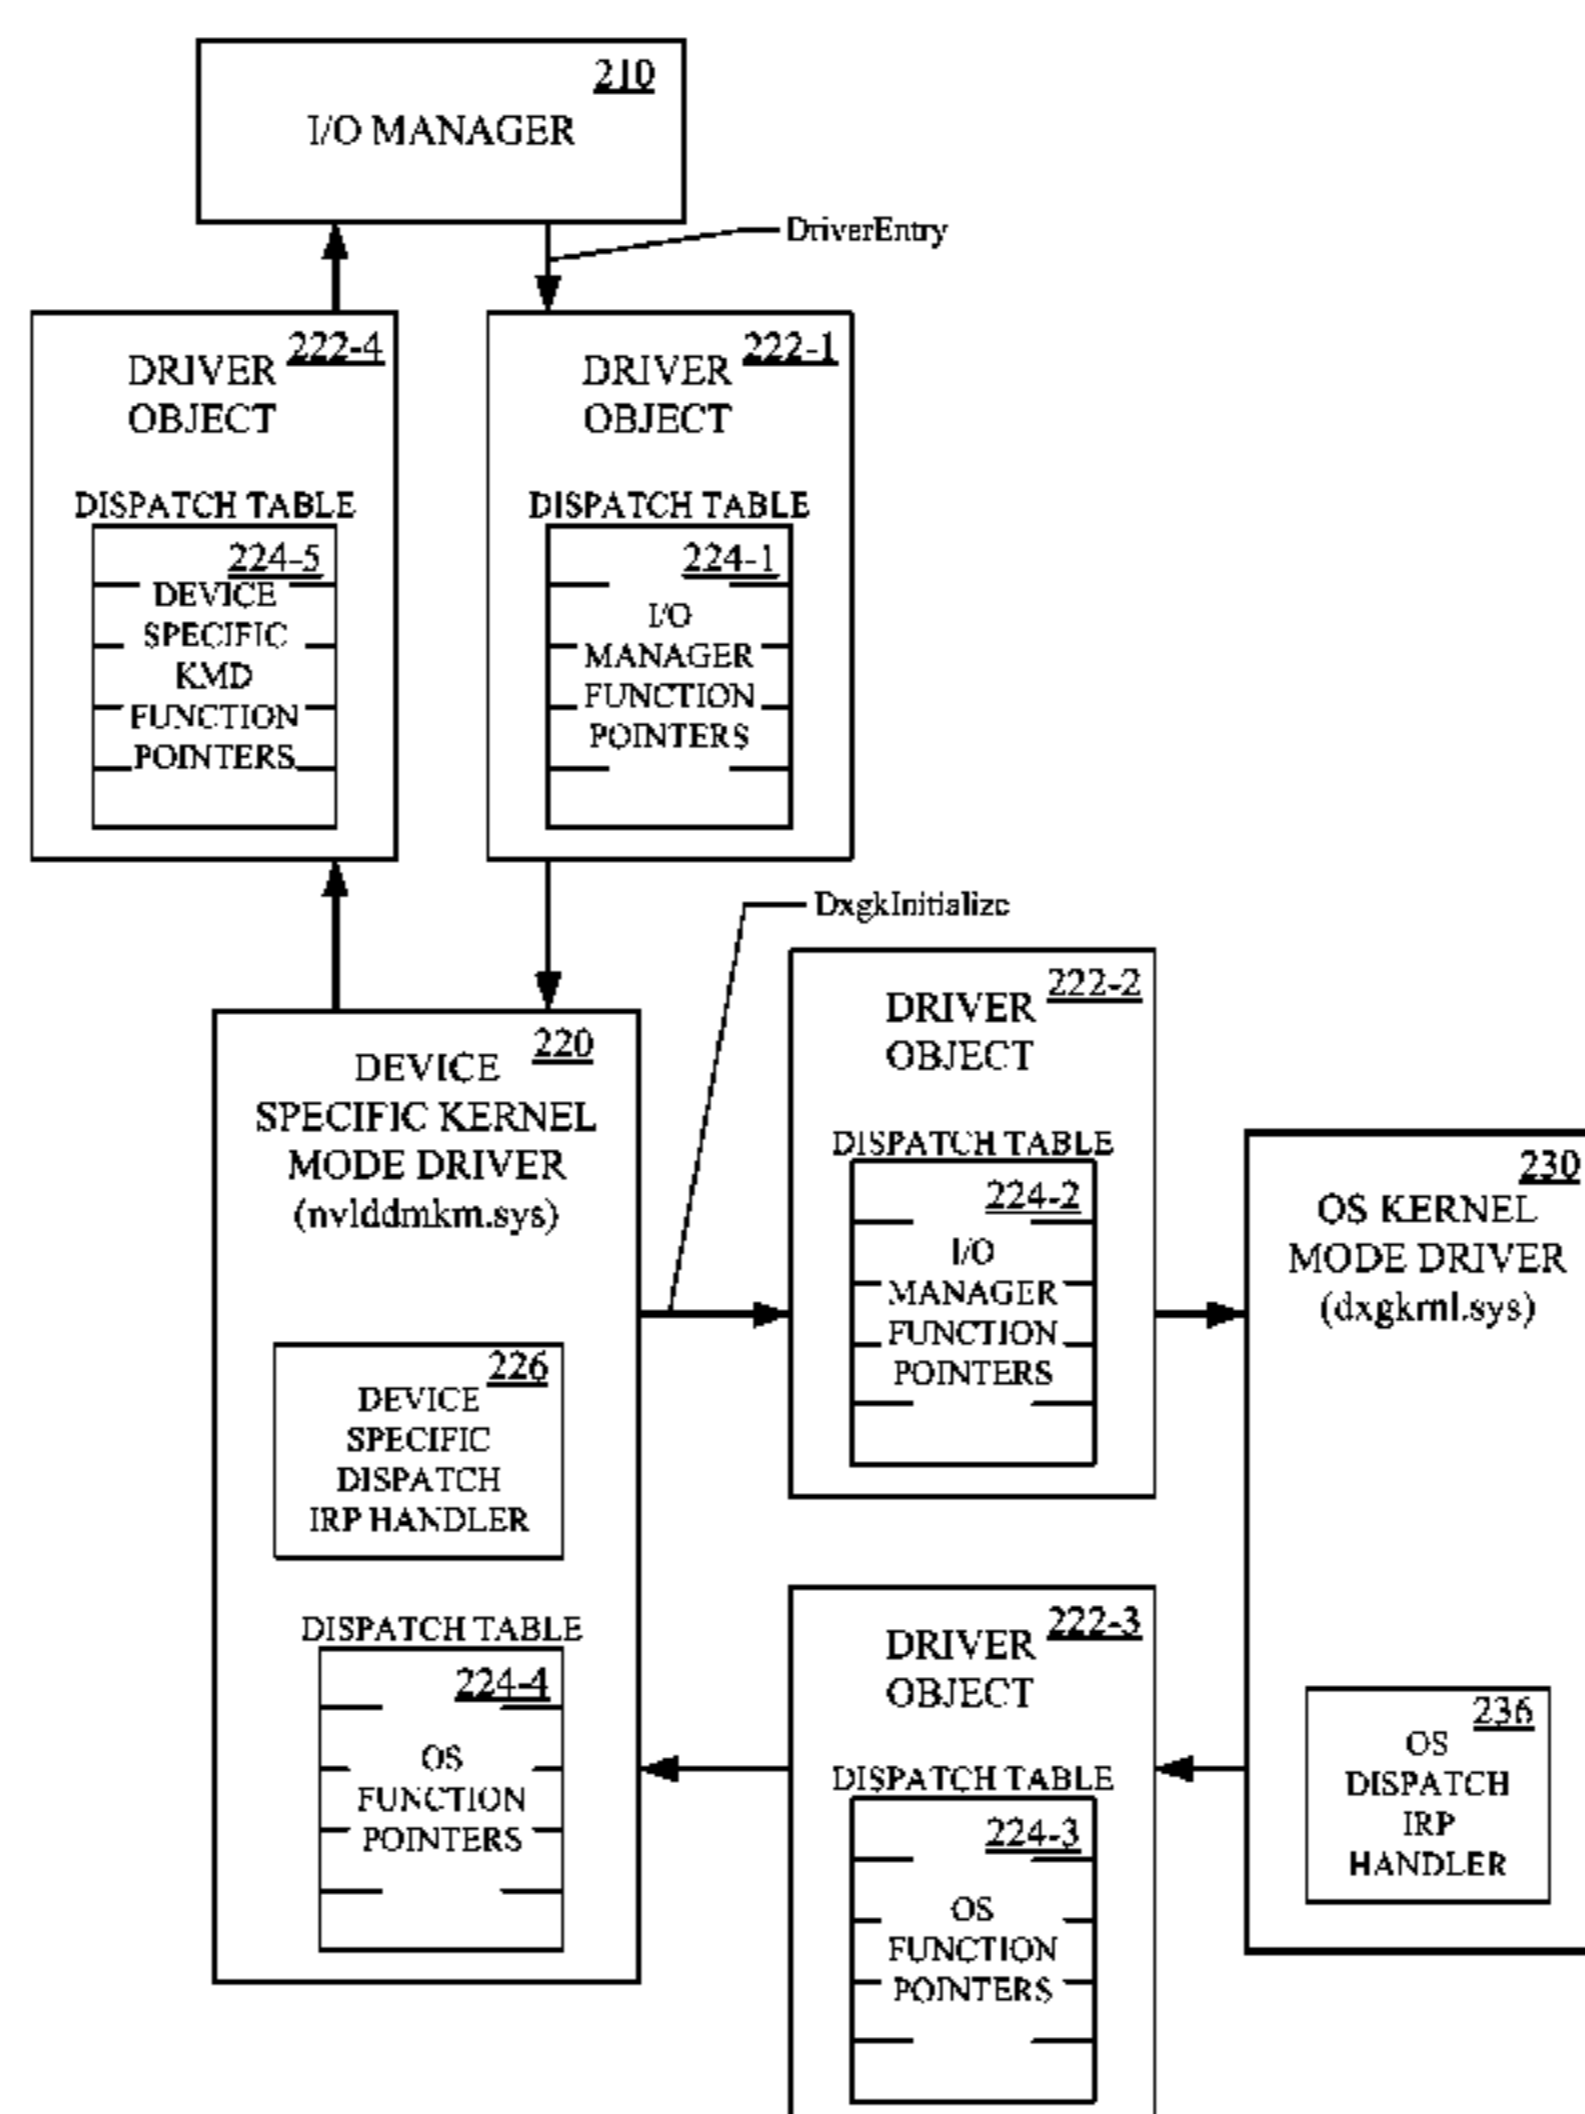 210
I/O MANAGER
DriverEntry
222-4
DRIVER
OBJECT
DISPATCH TABLE
224-5
DEVICE
SPECIFIC
KMD
FUNCTION
POINTERS
222-1
DRIVER
OBJECT
DISPATCH TABLE
224-1
I/O
MANAGER
FUNCTION
POINTERS
DxgkInitialize
220
DEVICE
SPECIFIC KERNEL
MODE DRIVER
(nvlddmkm.sys)
226
DEVICE
SPECIFIC
DISPATCH
IRP HANDLER
DISPATCH TABLE
224-4
OS
FUNCTION
POINTERS
222-2
DRIVER
OBJECT
DISPATCH TABLE
224-2
I/O
MANAGER
FUNCTION
POINTERS
222-3
DRIVER
OBJECT
DISPATCH TABLE
224-3
OS
FUNCTION
POINTERS
230
OS KERNEL
MODE DRIVER
(dxgkrnl.sys)
236
OS
DISPATCH
IRP
HANDLER